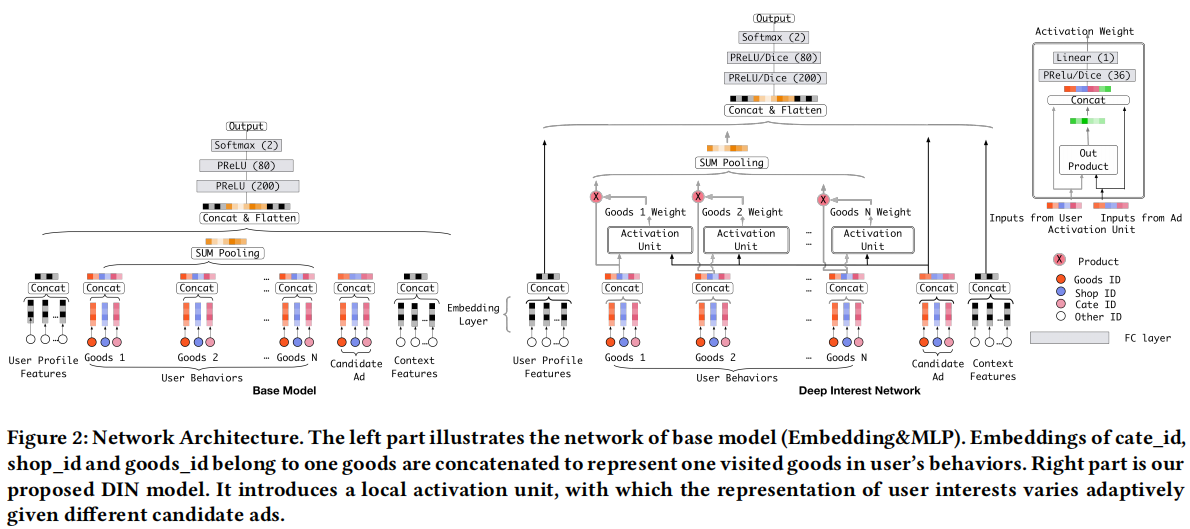 Output
Softmax (2)
PReLU (80)
PReLU (200)
Concat & Flatten
SUM Pooling
Concat
Concat
Concat
...
Concat
Concat
Concat
...
...
...
User Profile
Features
Goods 1
Goods 2
... Goods N
Candidate
Ad
Context
Features
User Behaviors
Base Model
Output
Softmax (2)
PReLU/Dice (80)
PReLU/Dice (200)
Concat & Flatten
SUM Pooling
X
X
X
Goods 1 Weight
Goods 2 Weight
Goods N Weight
Activation
Unit
Activation
Unit
...
Activation
Unit
Embedding
Layer
Concat
Concat
Concat
...
Concat
Concat
Concat
...
...
...
User Profile
Features
Goods 1
Goods 2
... Goods N
Candidate
Ad
Context
Features
User Behaviors
Deep Interest Network
Activation Weight
Linear (1)
PRelu/Dice (36)
Concat
Out
Product
Inputs from User
Inputs from Ad
Activation Unit
X Product
Goods ID
Shop ID
Cate ID
Other ID
FC layer
Figure 2: Network Architecture. The left part illustrates the network of base model (Embedding&MLP). Embeddings of cate_id,
shop_id and goods_id belong to one goods are concatenated to represent one visited goods in user's behaviors. Right part is our
proposed DIN model. It introduces a local activation unit, with which the representation of user interests varies adaptively
given different candidate ads.